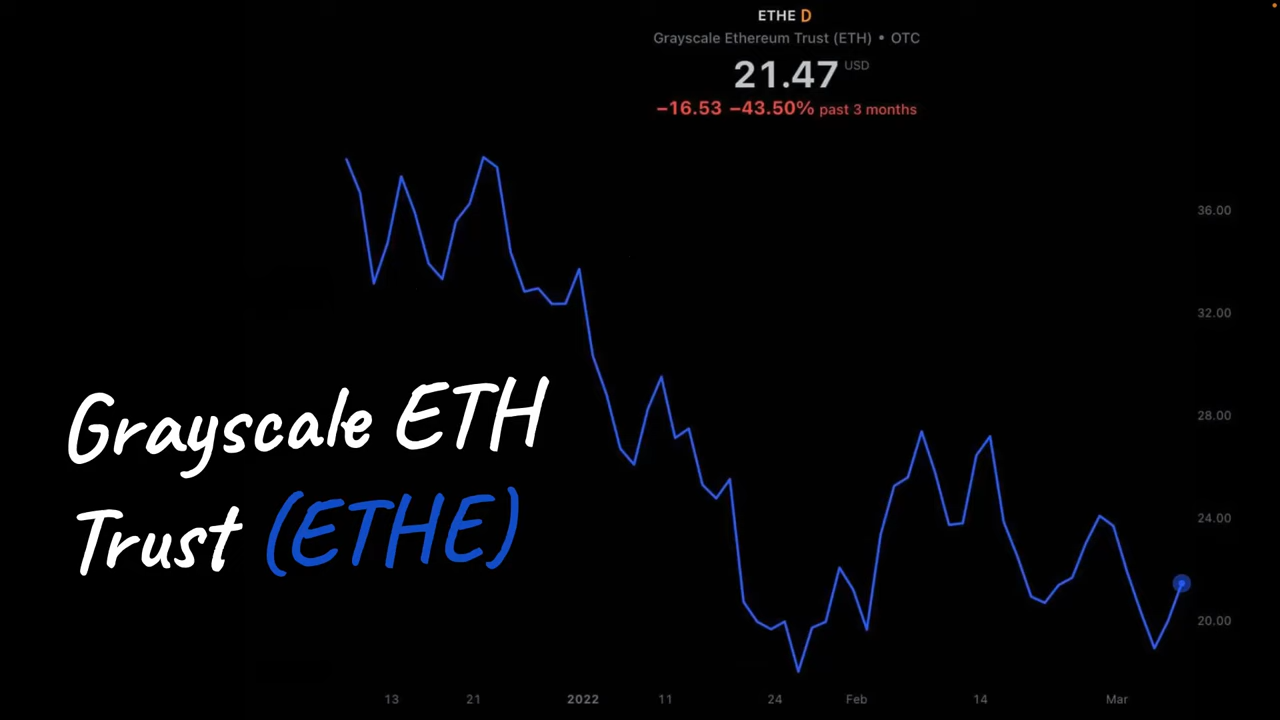 ETHE D
Grayscale Ethereum Trust (ETH) • OTC
21.47 USD
−16.53 −43.50% past 3 months
36.00
32.00
28.00
24.00
20.00
Grayscale ETH
Trust (ETHE)
13 21 2022 11 24 Feb 14 Mar